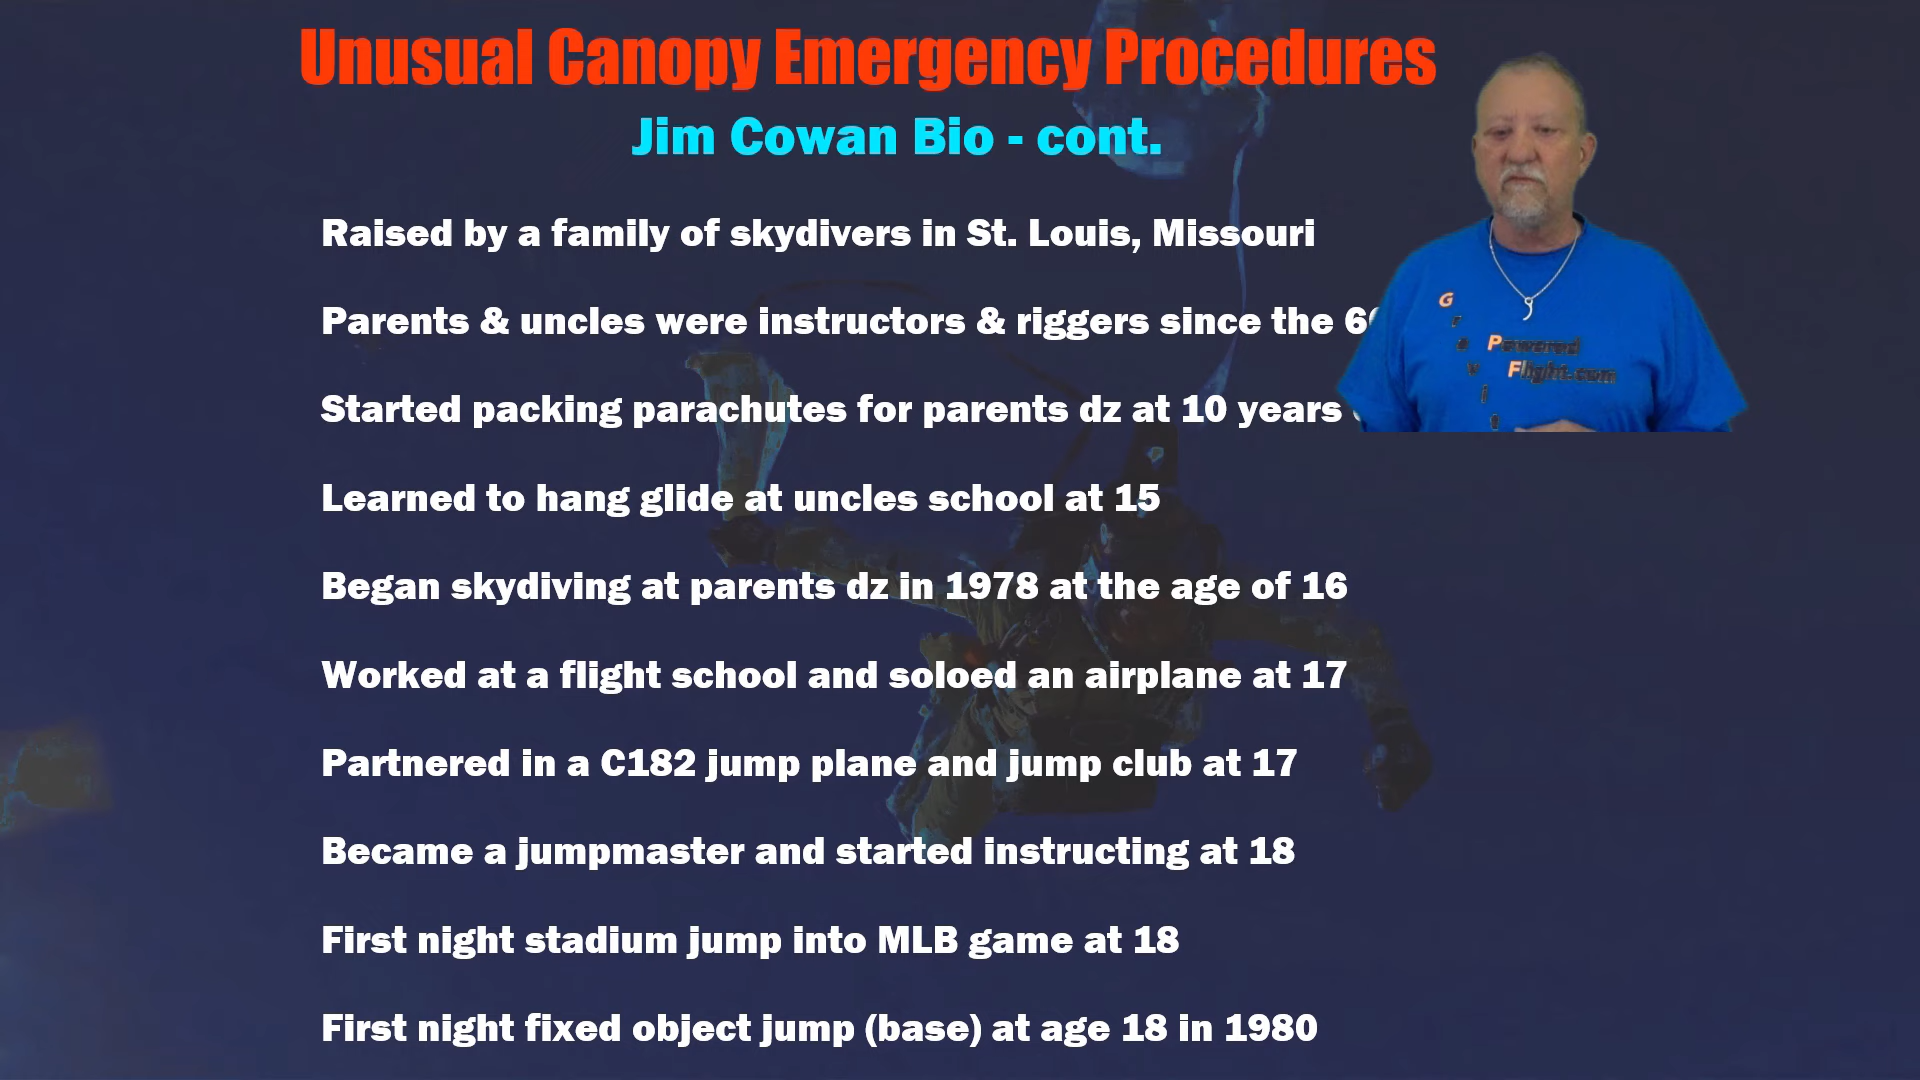 Unusual Canopy Emergency Procedures
Jim Cowan Bio - cont.
Raised by a family of skydivers in St. Louis, Missouri
Parents & uncles were instructors & riggers since the
Started packing parachutes for parents dz at 10 years
Learned to hang glide at uncles school at 15
Began skydiving at parents dz in 1978 at the age of 16
Worked at a flight school and soloed an airplane at 17
Partnered in a C182 jump plane and jump club at 17
Became a jumpmaster and started instructing at 18
First night stadium jump into MLB game at 18
First night fixed object jump (base) at age 18 in 1980
Powered
Flight.com